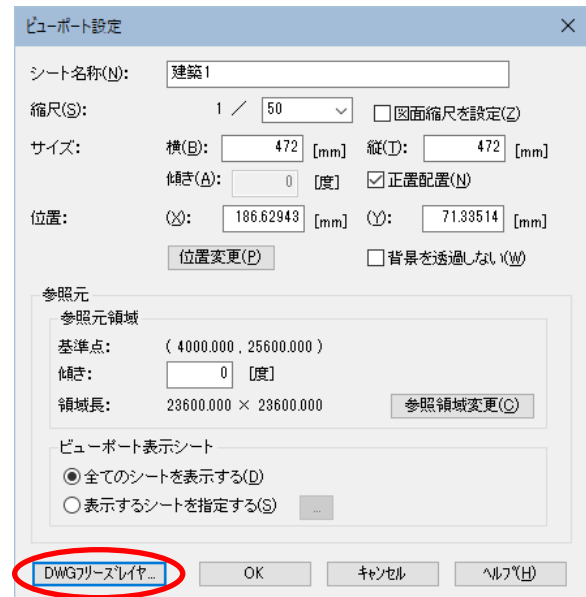 ビューポート設定
シート名称(N): 建築1
縮尺(S): 1 ／ 50 図面縮尺を設定(Z)
サイズ: 横(B): 472 [mm] 縦(T): 472 [mm]
傾き(A): 0 [度] 正置配置(N)
位置: (X): 186.62943 [mm] (Y): 71.33514 [mm]
位置変更(P) 背景を透過しない(W)
参照元
参照元領域
基準点: ( 4000.000 , 25600.000 )
傾き: 0 [度]
領域長: 23600.000 × 23600.000 参照領域変更(C)
ビューポート表示シート
全てのシートを表示する(D)
表示するシートを指定する(S) ...
DWGフリーズレイヤ... OK キャンセル ヘルプ(H)